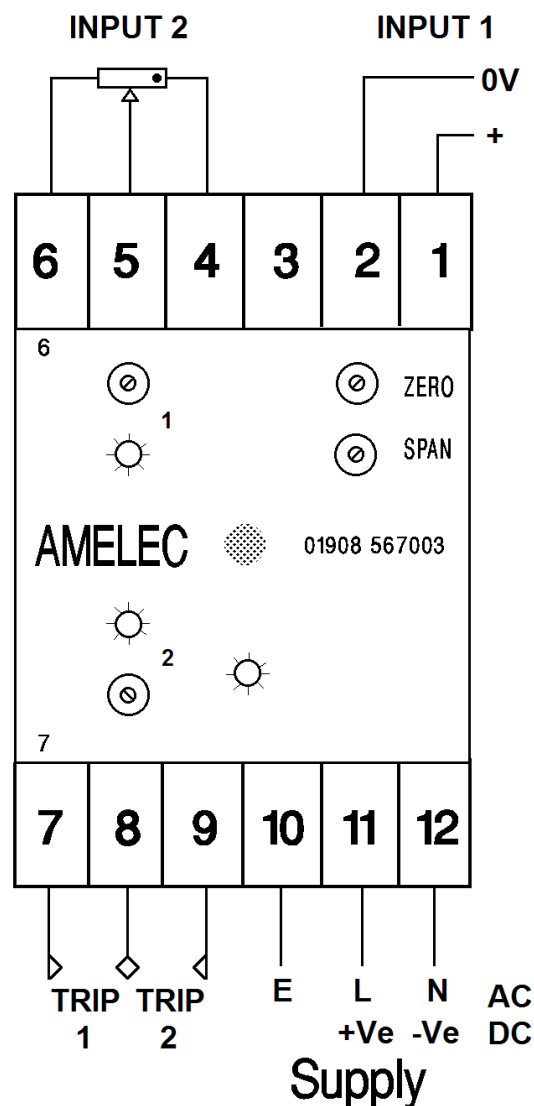 INPUT 2 INPUT 1
0V
+
6 5 4 3 2 1
6
ZERO
1
SPAN
AMELEC 01908 567003
2
7
7 8 9 10 11 12
TRIP TRIP E L N AC
1 2 +Ve -Ve DC
Supply